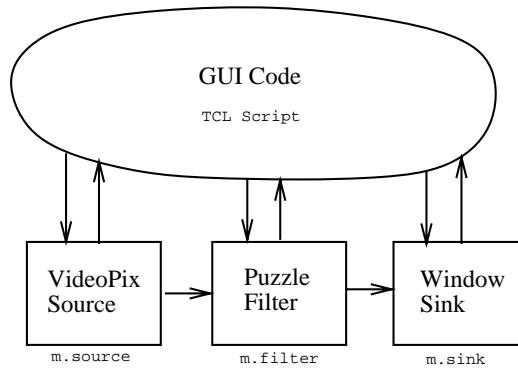 GUI Code
TCL Script
VideoPix
Source
Puzzle
Filter
Window
Sink
m.source
m.filter
m.sink